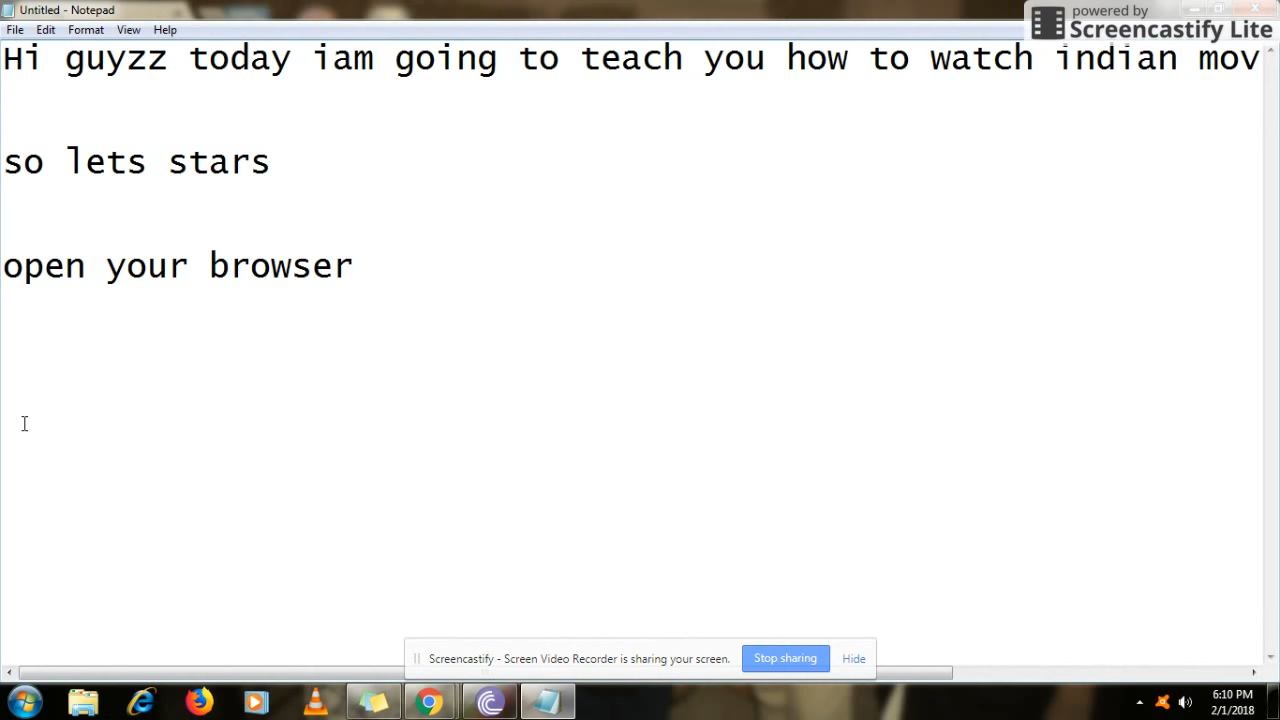 Untitled - Notepad
powered by
Screencastify Lite
File Edit Format View Help
Hi guyzz today iam going to teach you how to watch indian mov
so lets stars
open your browser
Screencastify - Screen Video Recorder is sharing your screen. Stop sharing Hide
6:10 PM
2/1/2018